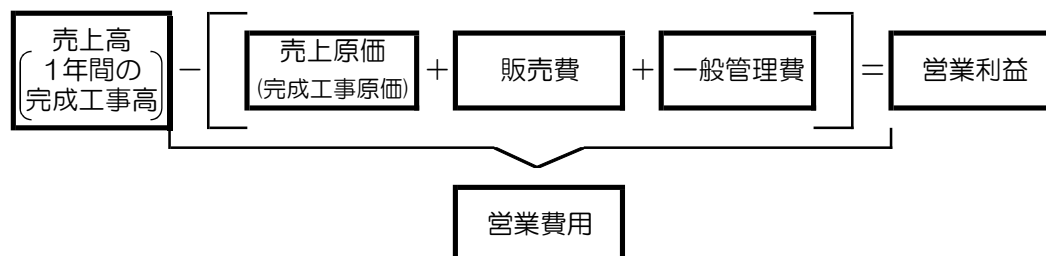 売上高
(1年間の
完成工事高)
−
[
売上原価
(完成工事原価)
+
販売費
+
一般管理費
]
=
営業利益
営業費用